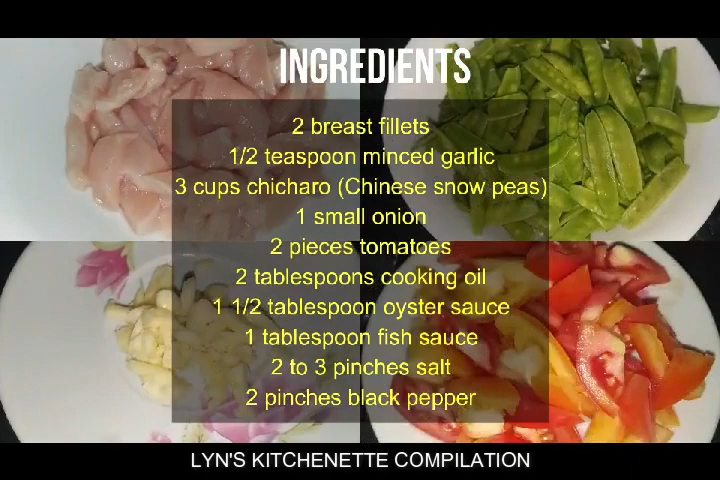 INGREDIENTS
2 breast fillets
1/2 teaspoon minced garlic
3 cups chicharo (Chinese snow peas)
1 small onion
2 pieces tomatoes
2 tablespoons cooking oil
1 1/2 tablespoon oyster sauce
1 tablespoon fish sauce
2 to 3 pinches salt
2 pinches black pepper
LYN'S KITCHENETTE COMPILATION